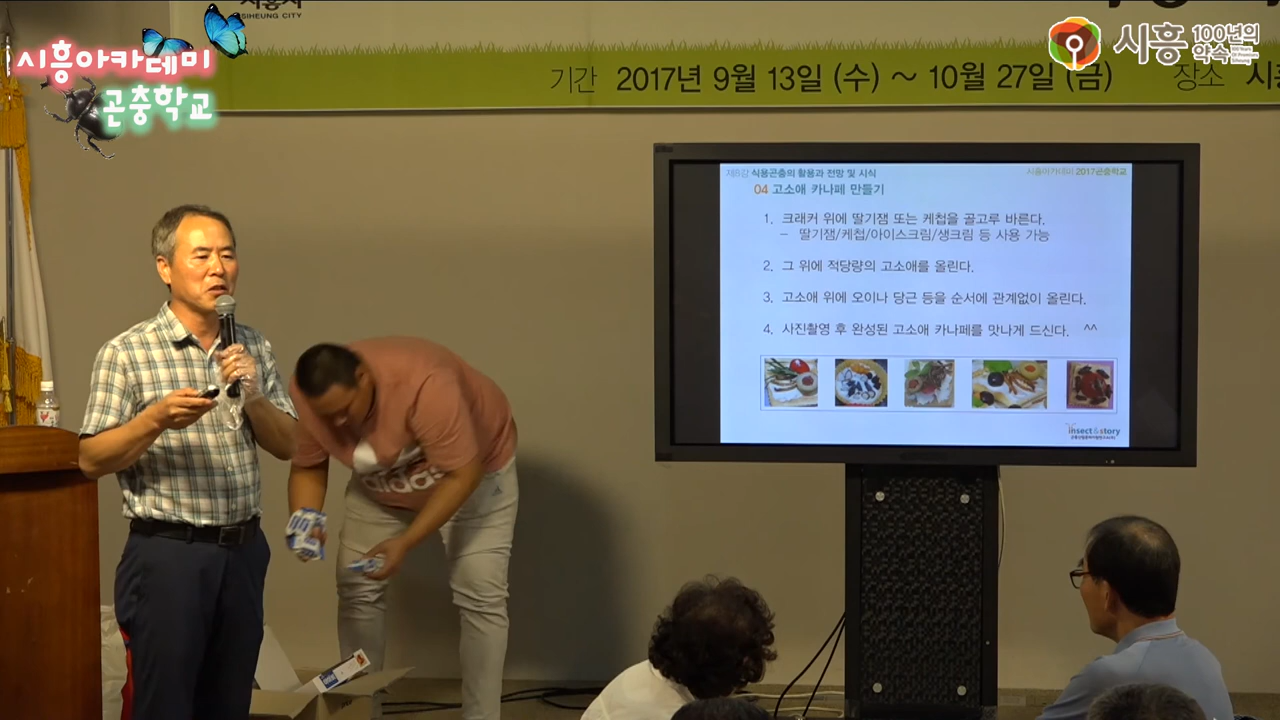 시흥시
SIHEUNG CITY
시흥아카데미
곤충학교
시흥
100년의
약속
기간 2017년 9월 13일 (수) ~ 10월 27일 (금)
장소 시흥
제8강 식용곤충의 활용과 전망 및 시식
시흥아카데미 2017곤충학교
04 고소애 카나페 만들기
1. 크래커 위에 딸기잼 또는 케첩을 골고루 바른다.
– 딸기잼/케첩/아이스크림/생크림 등 사용 가능
2. 그 위에 적당량의 고소애를 올린다.
3. 고소애 위에 오이나 당근 등을 순서에 관계없이 올린다.
4. 사진촬영 후 완성된 고소애 카나페를 맛나게 드신다. ^^
insect&story
adidas